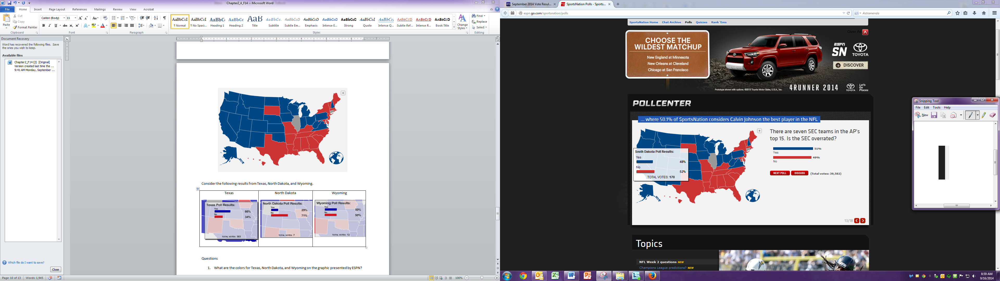 Chapter2_4_F14 - Microsoft Word
File Home Insert Page Layout References Mailings Review View Acrobat
Paste
Cut
Copy
Format Painter
Clipboard
Calibri (Body) 11
Font
Paragraph
AaBbCcI AaBbCcI AaBbC AaBbCc AaB AaBbCc. AaBbCcD AaBbCcD AaBbCcD AaBbCcD AaBbCcI AaBbCc AABBCCD AABBCCD AABBCCD
¶ Normal ¶ No Spaci... Heading 1 Heading 2 Title Subtitle Subtle Em... Emphasis Intense E... Strong Quote Intense Q... Subtle Ref... Intense R... Book Title
Change Styles
Styles
Find
Replace
Select
Editing
Document Recovery
Word has recovered the following files. Save
the ones you wish to keep.
Available files
Chapter2_F14 (2) [Original]
Version created last time the ...
9:41 AM Monday, September ...
Which file do I want to save?
Close
Consider the following results from Texas, North Dakota, and Wyoming.
Texas North Dakota Wyoming
Texas Poll Results:
Yes
66%
No
34%
TOTAL VOTES: 383
North Dakota Poll Results:
Yes
29%
No
71%
TOTAL VOTES: 7
Wyoming Poll Results:
Yes
50%
No
50%
TOTAL VOTES: 12
Questions
1. What are the colors for Texas, North Dakota, and Wyoming on the graphic presented by ESPN?
Page: 10 of 13 Words: 1,945
100%
September 2014 Vote Resul... SportsNation Polls - Sports...
espn.go.com/sportsnation/polls
Astromenda
SportsNation Home Chat Archive Polls Quizzes Rank 'Ems
Close Ad
CHOOSE THE
WILDEST MATCHUP
New England at Minnesota
New Orleans at Cleveland
Chicago at San Francisco
ESPN
SN
TOYOTA
DISCOVER
Prototype shown with options. ©2013 Toyota Motor Sales, U.S.A., Inc.
4RUNNER 2014
TOYOTA
Let's
Go
Places
POLLCENTER
... where 50.1% of SportsNation considers Calvin Johnson the best player in the NFL
There are seven SEC teams in the AP's
top 15. Is the SEC overrated?
51%
Yes
49%
No
NEXT POLL DISCUSS (Total votes: 39,582)
South Dakota Poll Results:
Yes
48%
No
52%
TOTAL VOTES: 170
13/18
Topics
NFL Week 2 questions NEW
Champions League predictions? NEW
Snipping Tool
File Edit Tools Help
New
8:59 AM
9/16/2014